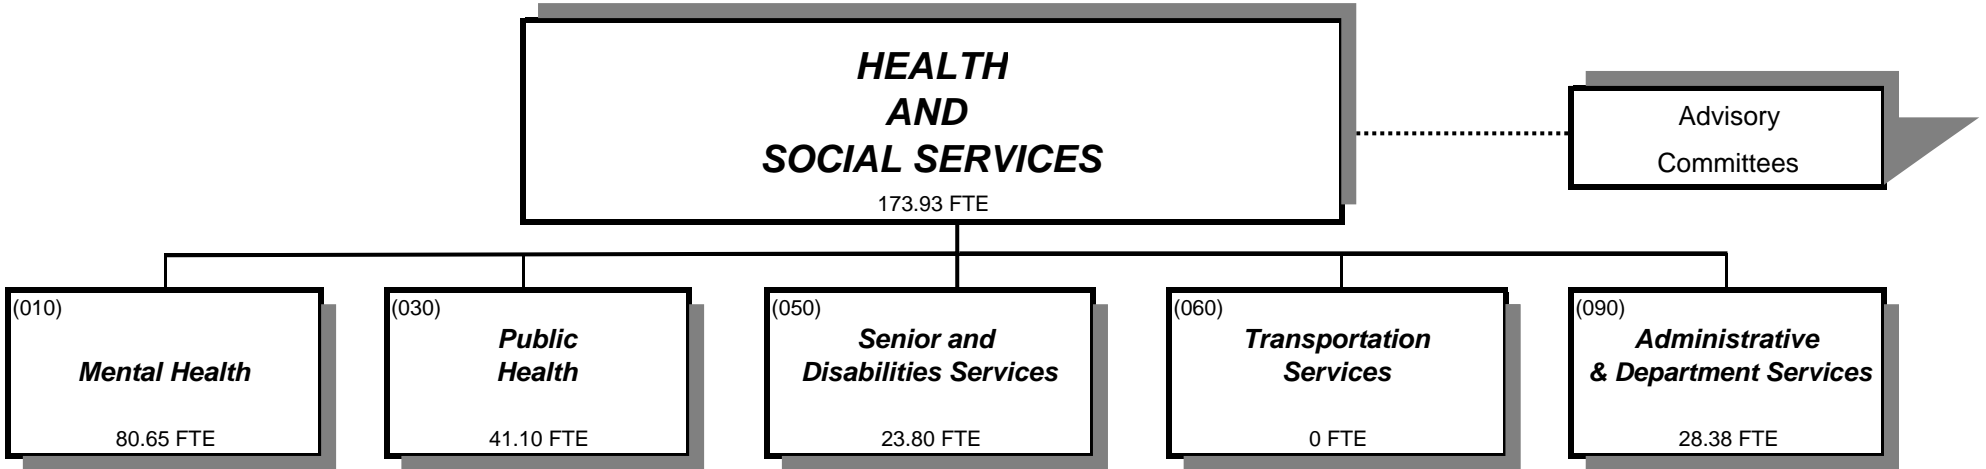 HEALTH
AND
SOCIAL SERVICES
173.93 FTE
Advisory
Committees
(010)
Mental Health
80.65 FTE
(030)
Public
Health
41.10 FTE
(050)
Senior and
Disabilities Services
23.80 FTE
(060)
Transportation
Services
0 FTE
(090)
Administrative
& Department Services
28.38 FTE